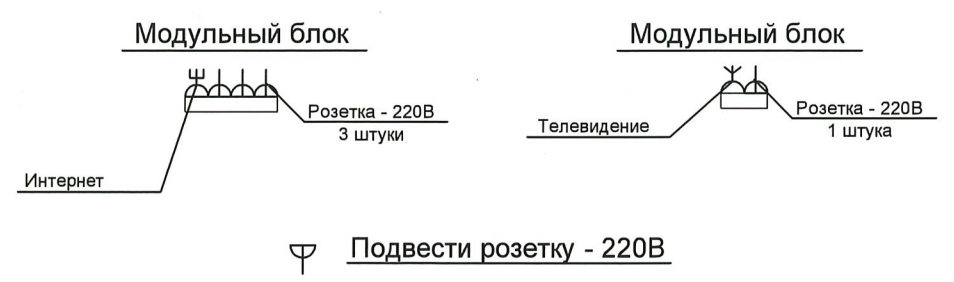 Модульный блок
Розетка - 220В
3 штуки
Интернет
Модульный блок
Розетка - 220В
1 штука
Телевидение
Подвести розетку - 220В